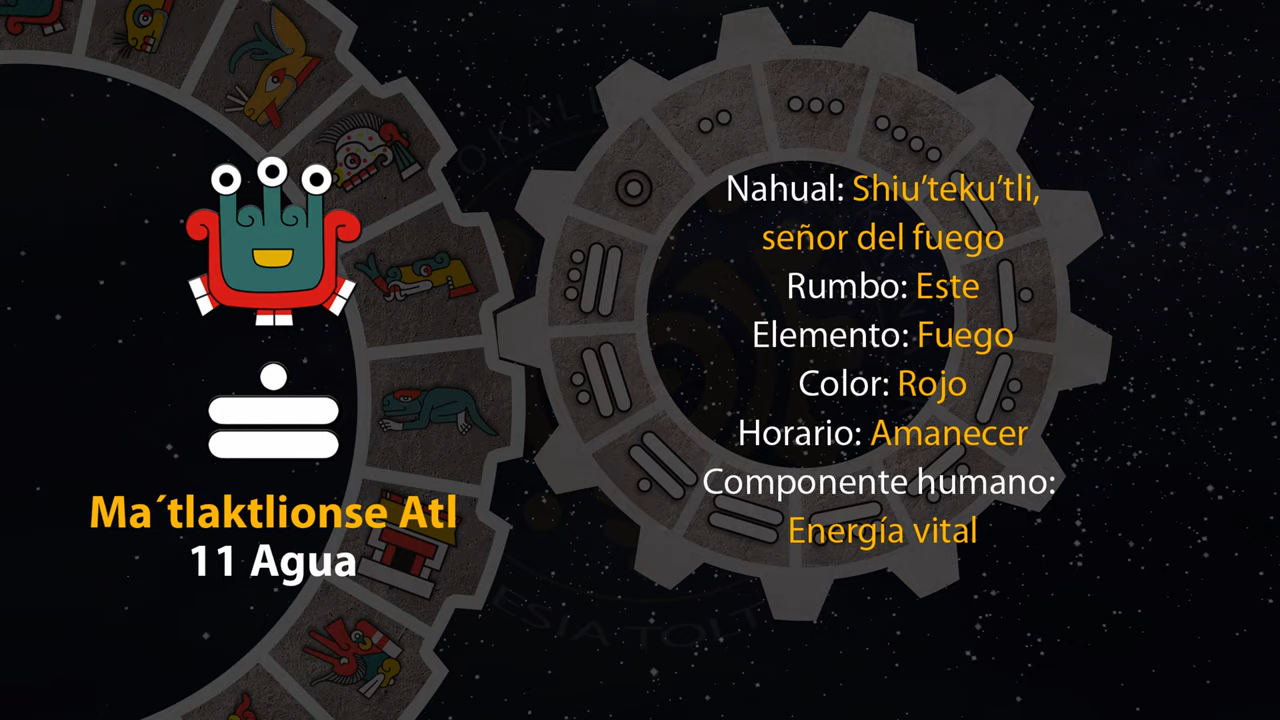 Ma´tlaktlionse Atl
11 Agua
Nahual: Shiu’teku’tli,
señor del fuego
Rumbo: Este
Elemento: Fuego
Color: Rojo
Horario: Amanecer
Componente humano:
Energía vital